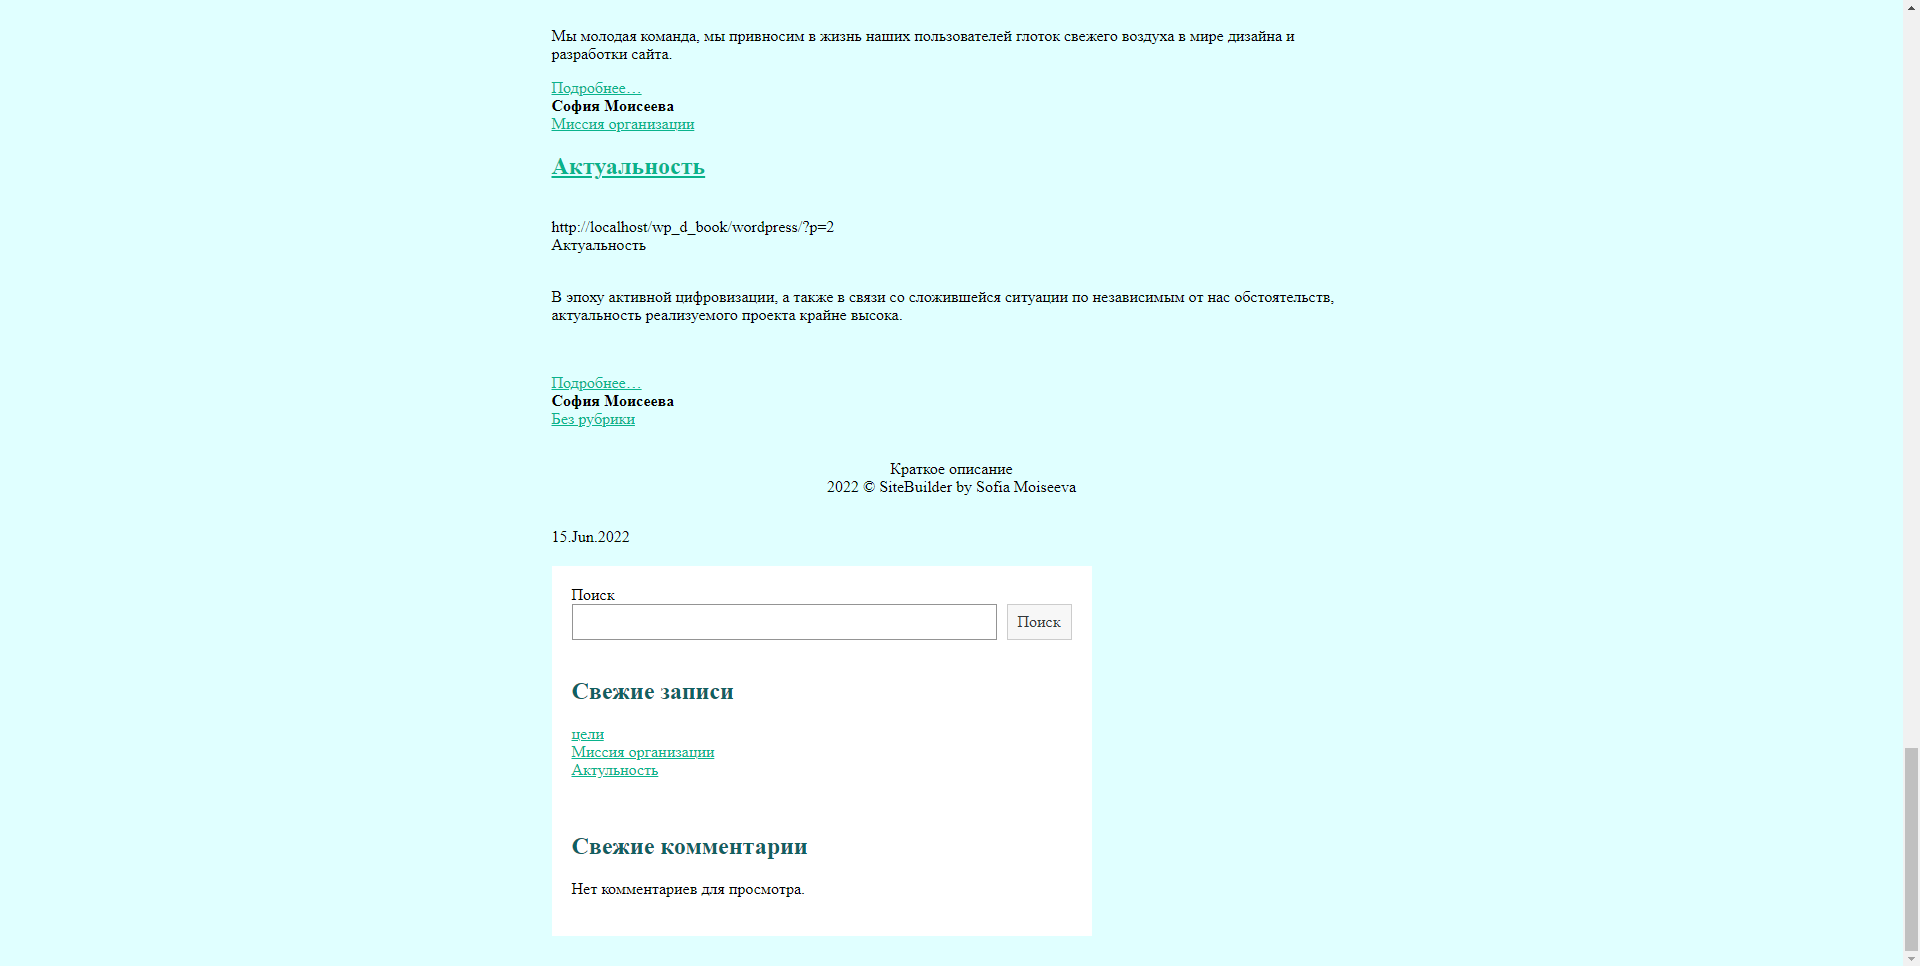 Мы молодая команда, мы привносим в жизнь наших пользователей глоток свежего воздуха в мире дизайна и
разработки сайта.
Подробнее…
София Моисеева
Миссия организации
Актуальность
http://localhost/wp_d_book/wordpress/?p=2
Актуальность
В эпоху активной цифровизации, а также в связи со сложившейся ситуации по независимым от нас обстоятельств,
актуальность реализуемого проекта крайне высока.
Подробнее…
София Моисеева
Без рубрики
Краткое описание
2022 © SiteBuilder by Sofia Moiseeva
15.Jun.2022
Поиск
Поиск
Свежие записи
цели
Миссия организации
Актульность
Свежие комментарии
Нет комментариев для просмотра.